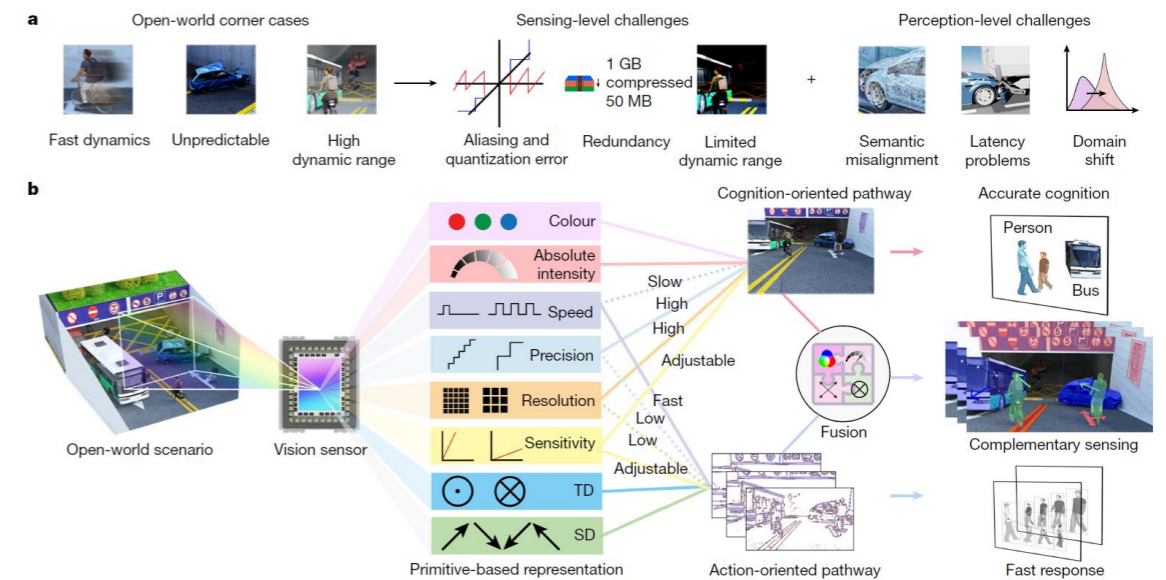 a
Open-world corner cases
Sensing-level challenges
Perception-level challenges
1 GB
compressed
50 MB
+
Fast dynamics
Unpredictable
High
dynamic range
Aliasing and
quantization error
Redundancy
Limited
dynamic range
Semantic
misalignment
Latency
problems
Domain
shift
b
Open-world scenario
Vision sensor
Colour
Absolute
intensity
Speed
Precision
Resolution
Sensitivity
TD
SD
Primitive-based representation
Slow
High
High
Adjustable
Fast
Low
Low
Adjustable
Cognition-oriented pathway
Fusion
Action-oriented pathway
Accurate cognition
Person
Bus
Complementary sensing
Fast response